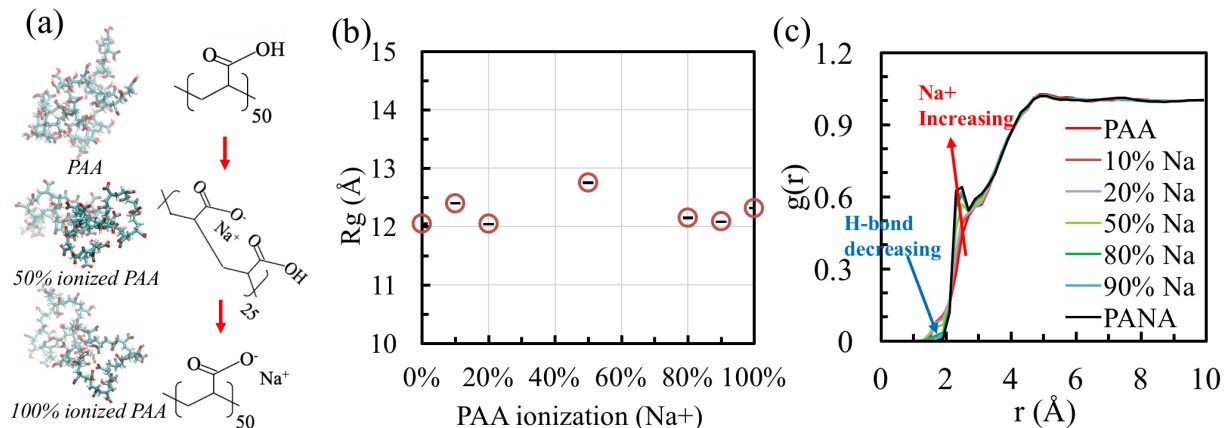 (a)
O
OH
50
PAA
O
O-
Na+
O
OH
25
50% ionized PAA
O
O-
Na+
50
100% ionized PAA
(b)
Rg (Å)
15
14
13
12
11
10
0%
20%
40%
60%
80%
100%
PAA ionization (Na+)
(c)
g(r)
1.2
0.9
0.6
0.3
0
Na+
Increasing
H-bond
decreasing
PAA
10% Na
20% Na
50% Na
80% Na
90% Na
PANA
0
2
4
6
8
10
r (Å)